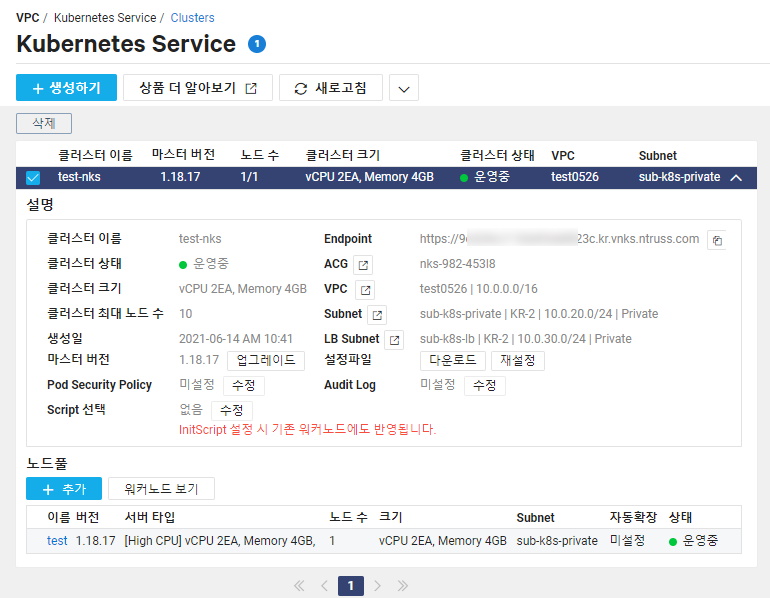 VPC / Kubernetes Service / Clusters
Kubernetes Service 1
+ 생성하기 상품 더 알아보기 새로고침
삭제
클러스터 이름 마스터 버전 노드 수 클러스터 크기 클러스터 상태 VPC Subnet
test-nks 1.18.17 1/1 vCPU 2EA, Memory 4GB 운영중 test0526 sub-k8s-private
설명
클러스터 이름 test-nks Endpoint https://9 23c.kr.vnks.ntruss.com
클러스터 상태 운영중 ACG nks-982-453l8
클러스터 크기 vCPU 2EA, Memory 4GB VPC test0526 | 10.0.0.0/16
클러스터 최대 노드 수 10 Subnet sub-k8s-private | KR-2 | 10.0.20.0/24 | Private
생성일 2021-06-14 AM 10:41 LB Subnet sub-k8s-lb | KR-2 | 10.0.30.0/24 | Private
마스터 버전 1.18.17 업그레이드 설정파일 다운로드 재설정
Pod Security Policy 미설정 수정 Audit Log 미설정 수정
Script 선택 없음 수정
InitScript 설정 시 기존 워커노드에도 반영됩니다.
노드풀
+ 추가 워커노드 보기
이름 버전 서버 타입 노드 수 크기 Subnet 자동확장 상태
test 1.18.17 [High CPU] vCPU 2EA, Memory 4GB, 1 vCPU 2EA, Memory 4GB sub-k8s-private 미설정 운영중
1